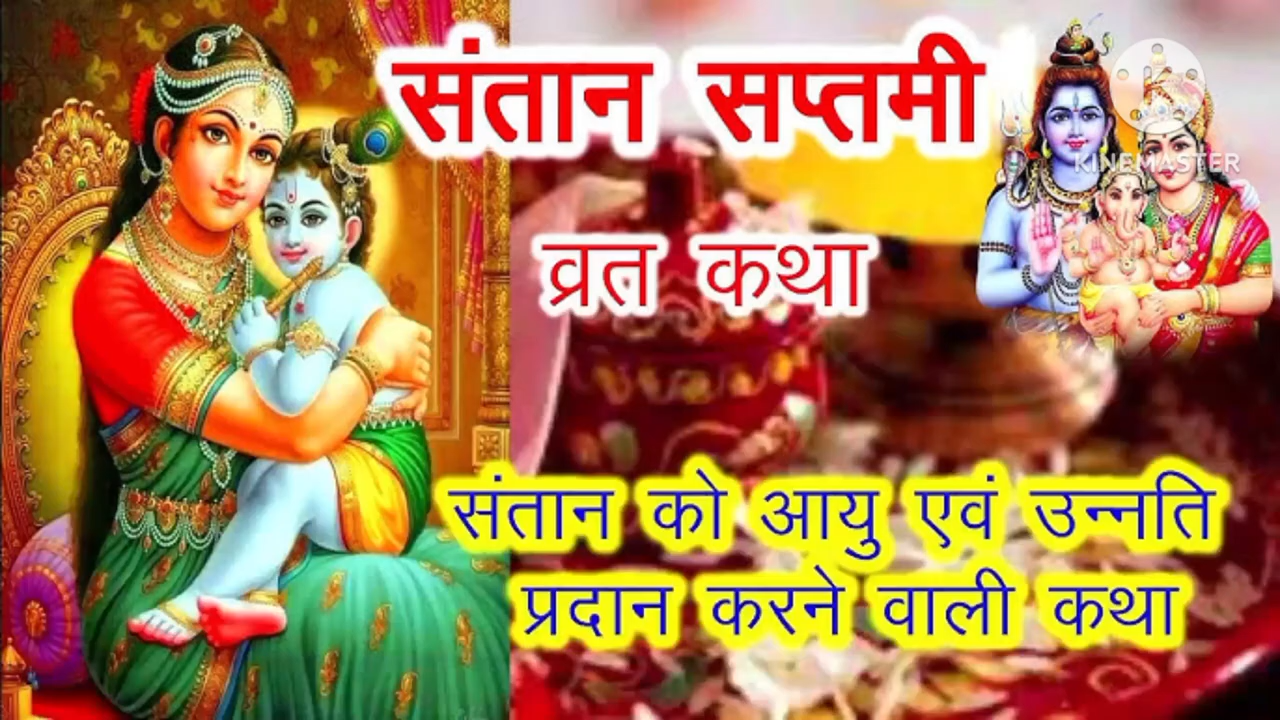 संतान सप्तमी
KINEMASTER
व्रत कथा
संतान को आयु एवं उन्नति
प्रदान करने वाली कथा